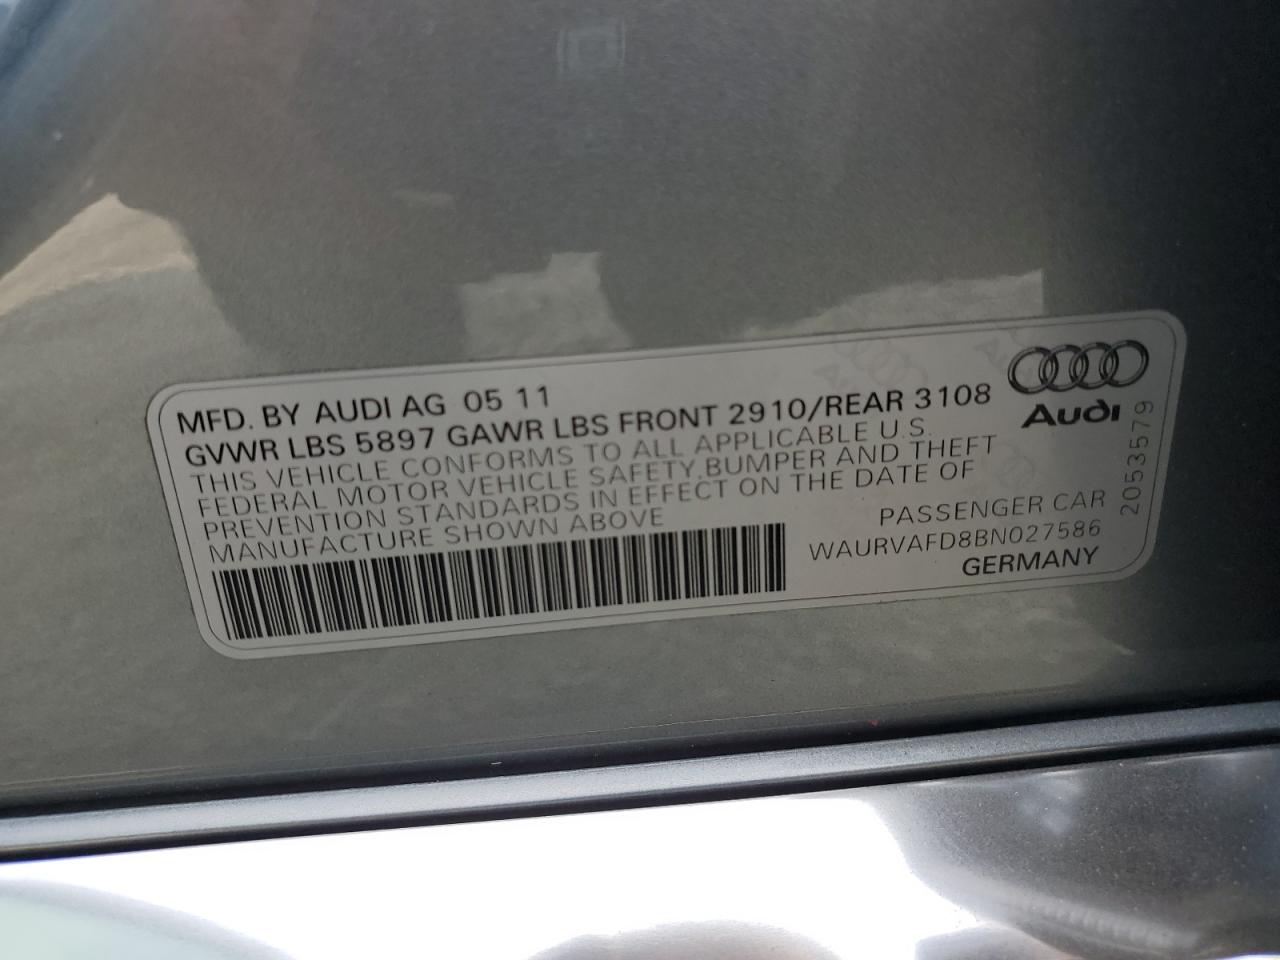 MFD. BY AUDI AG 05 11
GVWR LBS 5897 GAWR LBS FRONT 2910/REAR 3108
THIS VEHICLE CONFORMS TO ALL APPLICABLE U.S.
FEDERAL MOTOR VEHICLE SAFETY, BUMPER AND THEFT
PREVENTION STANDARDS IN EFFECT ON THE DATE OF
MANUFACTURE SHOWN ABOVE
Audi
PASSENGER CAR
WAURVAFD8BN027586
GERMANY
2053579